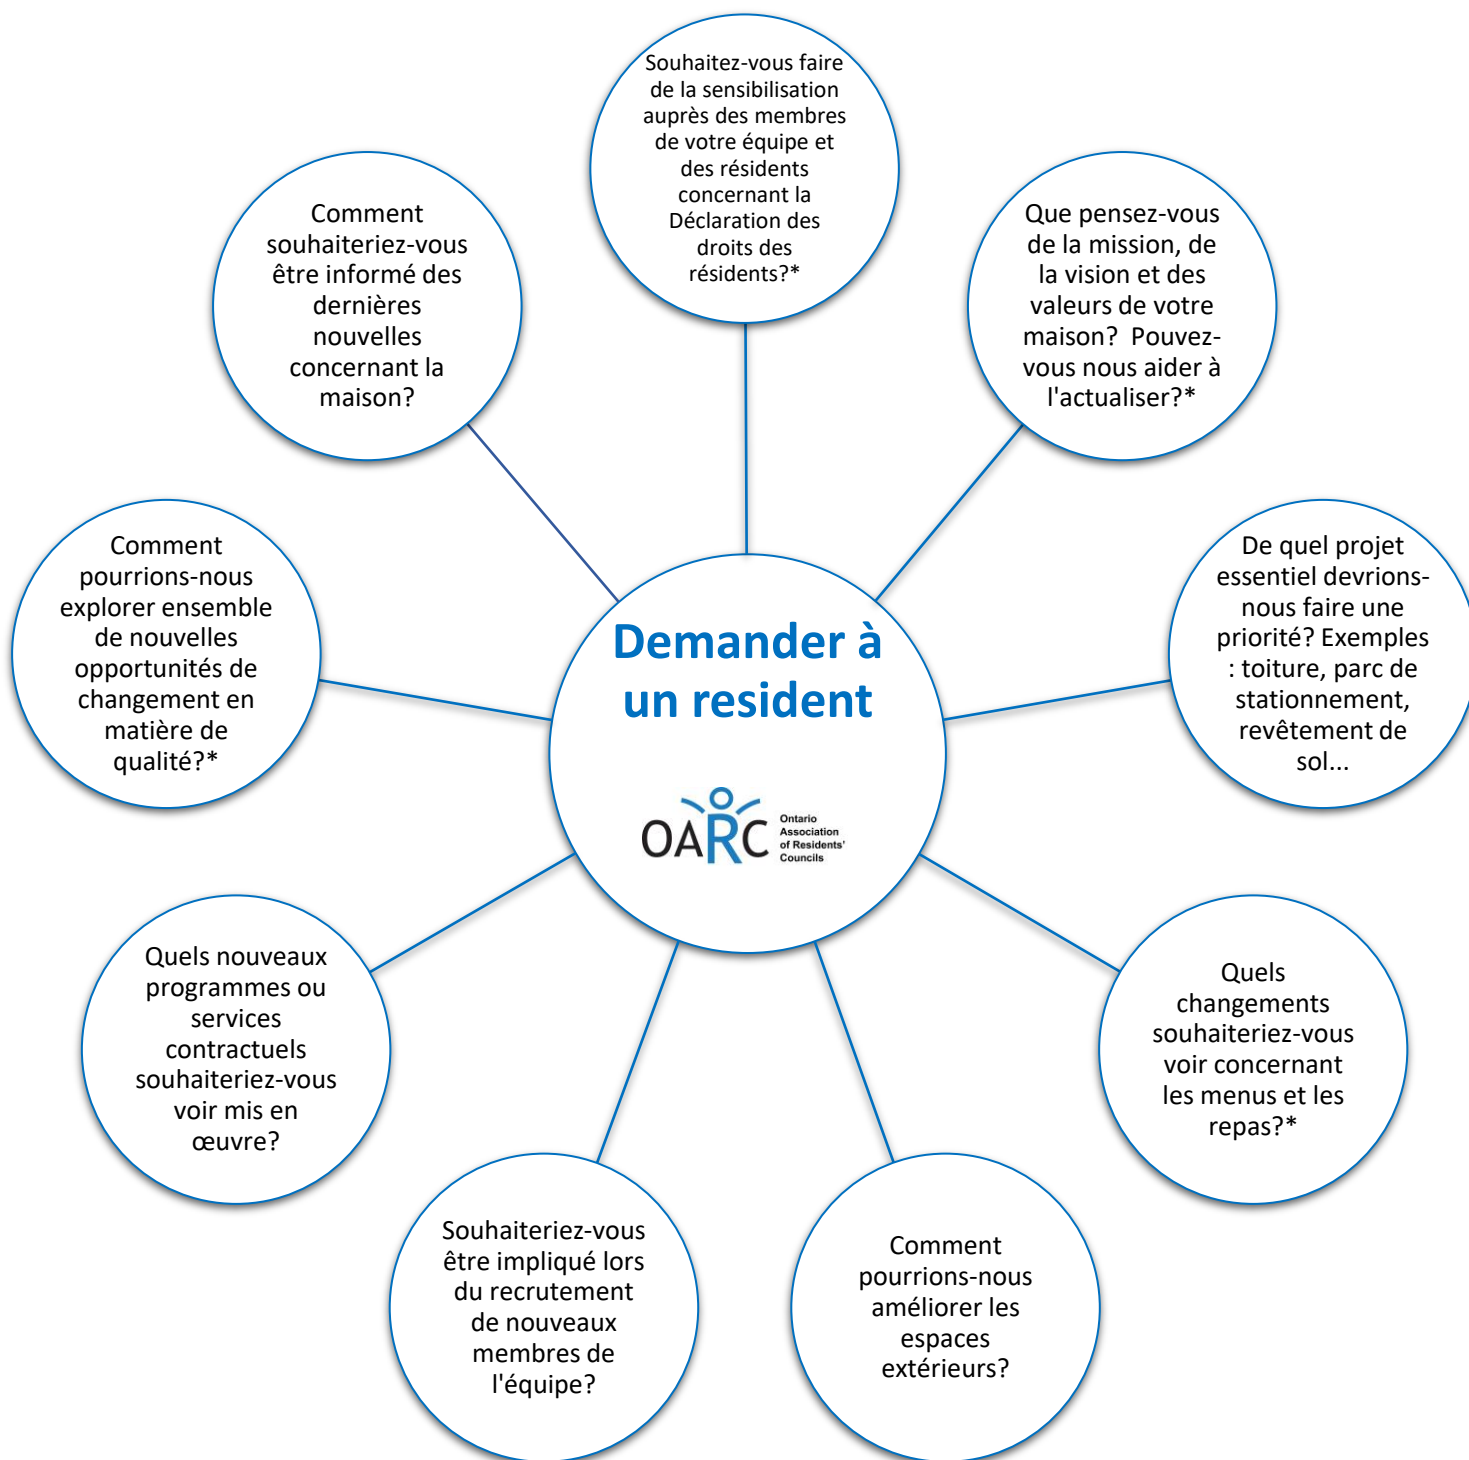 Souhaitez-vous faire
de la sensibilisation
auprès des membres
de votre équipe et
des résidents
concernant la
Déclaration des
droits des
résidents?*
Que pensez-vous
de la mission, de
la vision et des
valeurs de votre
maison?  Pouvez-
vous nous aider à
l'actualiser?*
De quel projet
essentiel devrions-
nous faire une
priorité? Exemples
: toiture, parc de
stationnement,
revêtement de
sol...
Quels
changements
souhaiteriez-vous
voir concernant
les menus et les
repas?*
Comment
pourrions-nous
améliorer les
espaces
extérieurs?
Souhaiteriez-vous
être impliqué lors
du recrutement
de nouveaux
membres de
l'équipe?
Quels nouveaux
programmes ou
services
contractuels
souhaiteriez-vous
voir mis en
œuvre?
Comment
pourrions-nous
explorer ensemble
de nouvelles
opportunités de
changement en
matière de
qualité?*
Comment
souhaiteriez-vous
être informé des
dernières
nouvelles
concernant la
maison?
Demander à
un resident
OARC
Ontario
Association
of Residents'
Councils